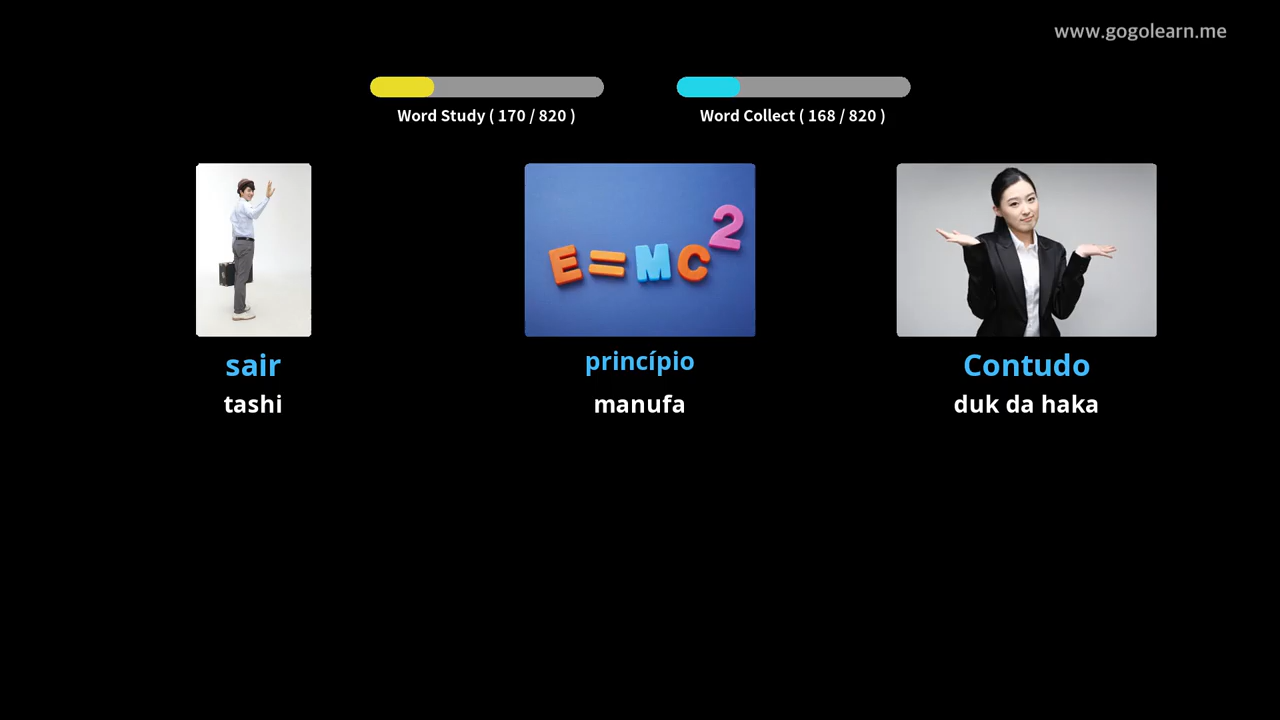 www.gogolearn.me
Word Study ( 170 / 820 )
Word Collect ( 168 / 820 )
E=MC2
sair
princípio
Contudo
tashi
manufa
duk da haka